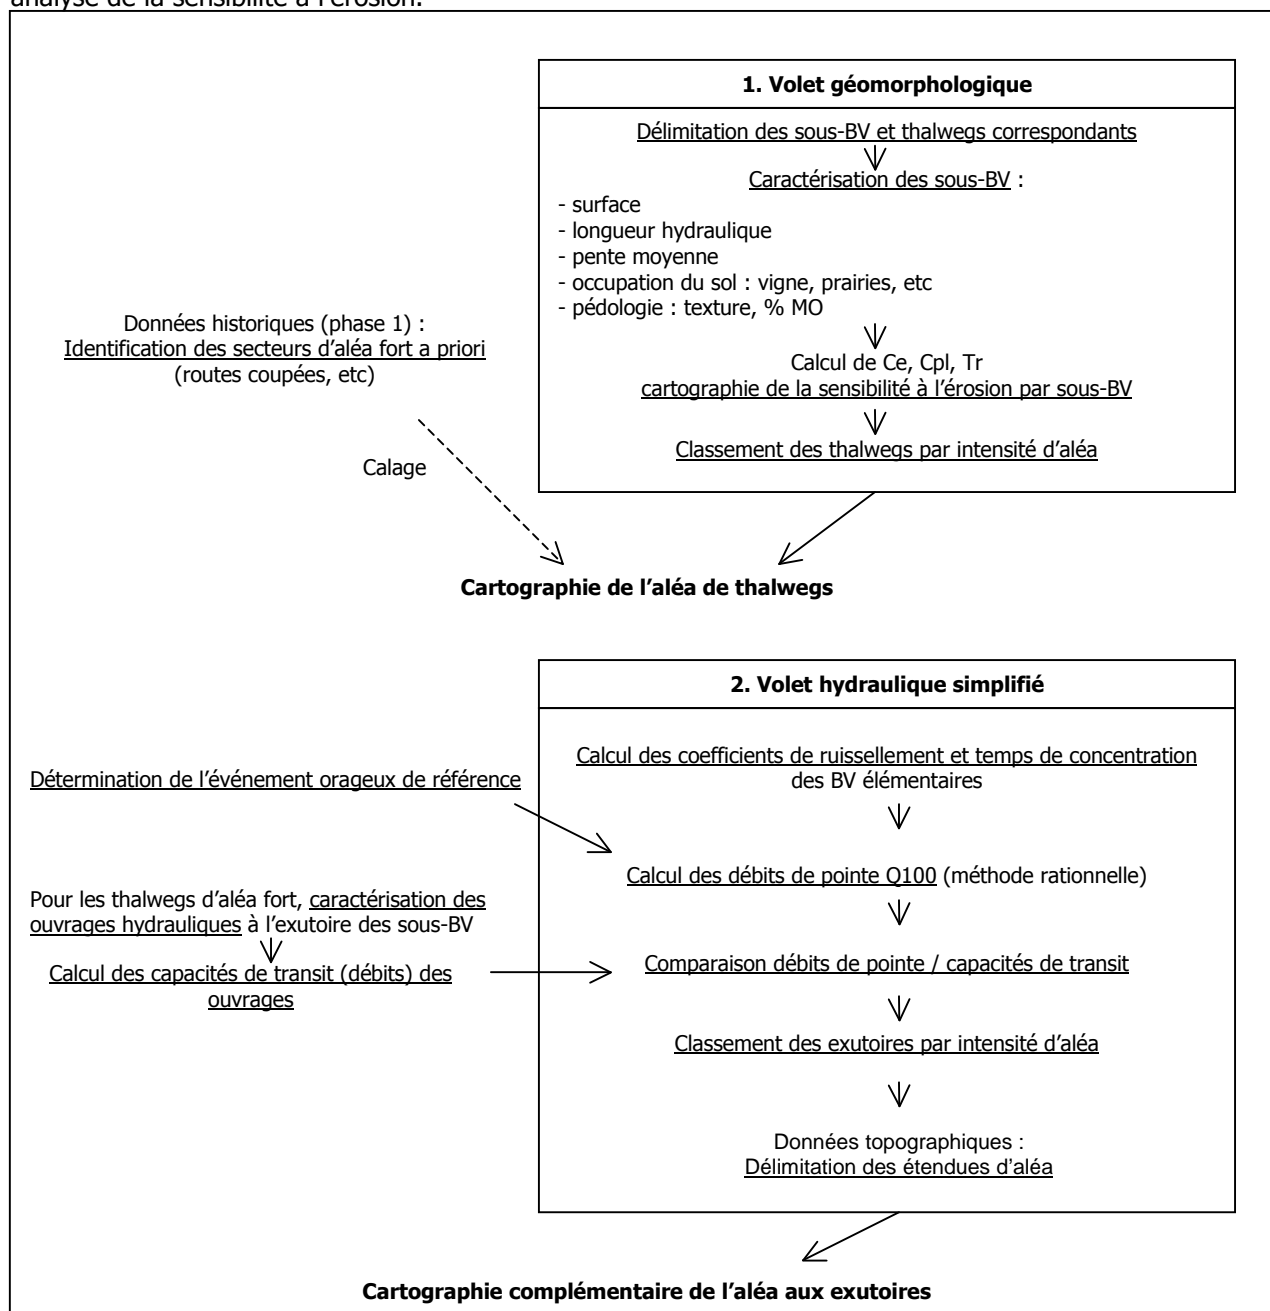 analyse de la sensibilité à l'érosion.
1. Volet géomorphologique
Délimitation des sous-BV et thalwegs correspondants
Caractérisation des sous-BV :
- surface
- longueur hydraulique
- pente moyenne
- occupation du sol : vigne, prairies, etc
- pédologie : texture, % MO
Calcul de Ce, Cpl, Tr
cartographie de la sensibilité à l’érosion par sous-BV
Classement des thalwegs par intensité d’aléa
Données historiques (phase 1) :
Identification des secteurs d’aléa fort a priori
(routes coupées, etc)
Calage
Cartographie de l’aléa de thalwegs
2. Volet hydraulique simplifié
Calcul des coefficients de ruissellement et temps de concentration
des BV élémentaires
Détermination de l’événement orageux de référence
Calcul des débits de pointe Q100 (méthode rationnelle)
Pour les thalwegs d’aléa fort, caractérisation des
ouvrages hydrauliques à l’exutoire des sous-BV
Calcul des capacités de transit (débits) des
ouvrages
Comparaison débits de pointe / capacités de transit
Classement des exutoires par intensité d’aléa
Données topographiques :
Délimitation des étendues d’aléa
Cartographie complémentaire de l’aléa aux exutoires